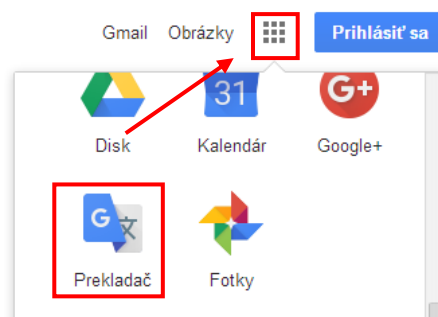 Gmail Obrázky Prihlásiť sa
31 G+
Disk Kalendár Google+
G 文
Prekladač Fotky